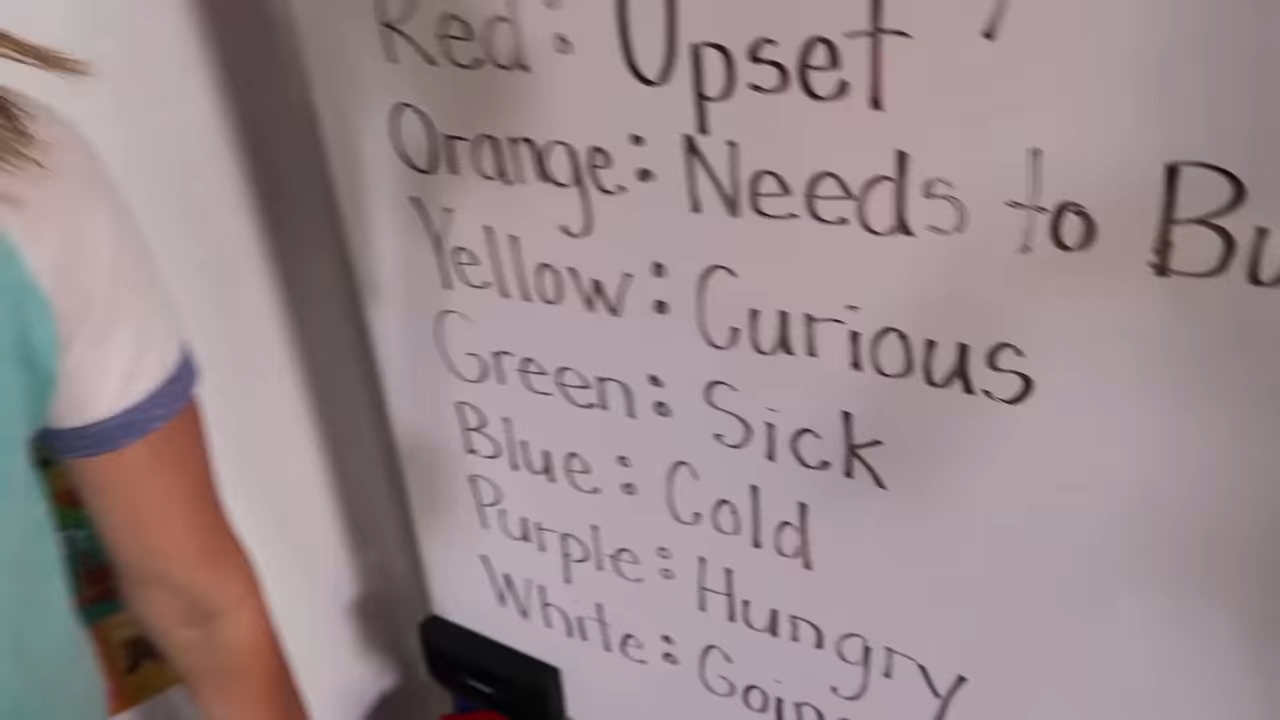 Red: Upset
Orange: Needs to
Yellow: Curious
Green: Sick
Blue: Cold
Purple: Hungry
White: